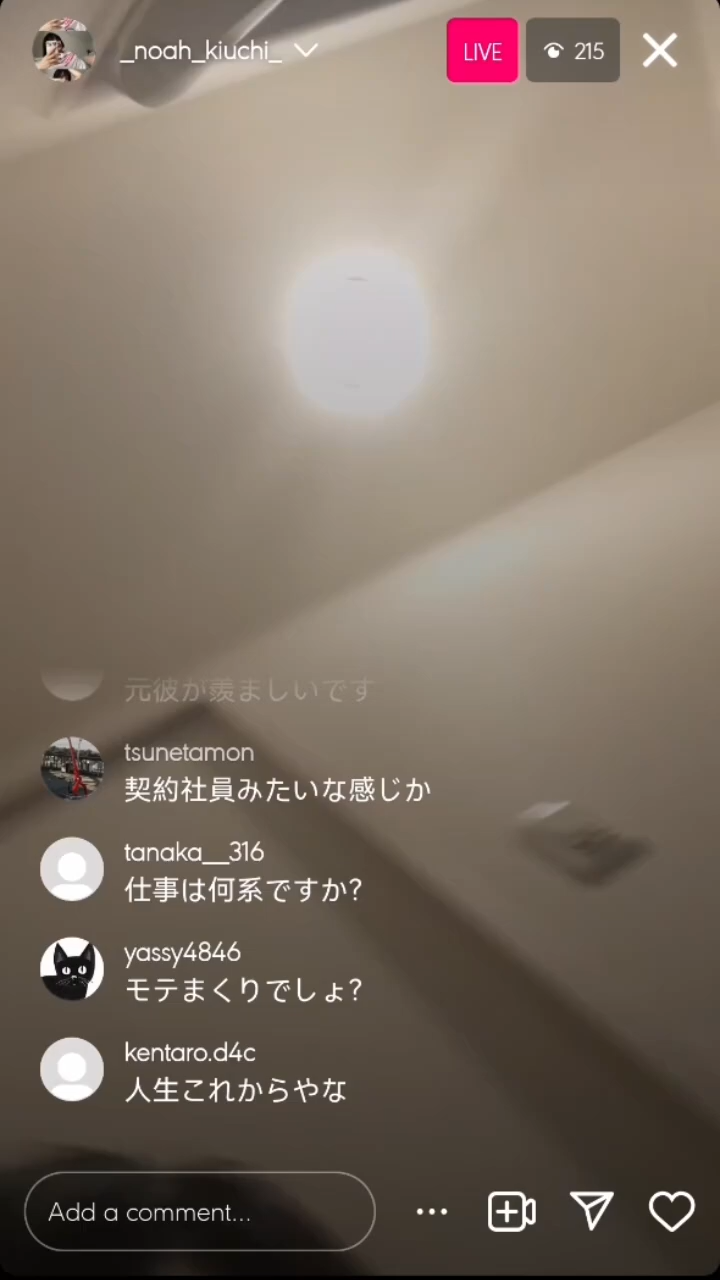 _noah_kiuchi_
LIVE
215
元彼が羨ましいです
tsunetamon
契約社員みたいな感じか
tanaka__316
仕事は何系ですか?
yassy4846
モテまくりでしょ?
kentaro.d4c
人生これからやな
Add a comment...